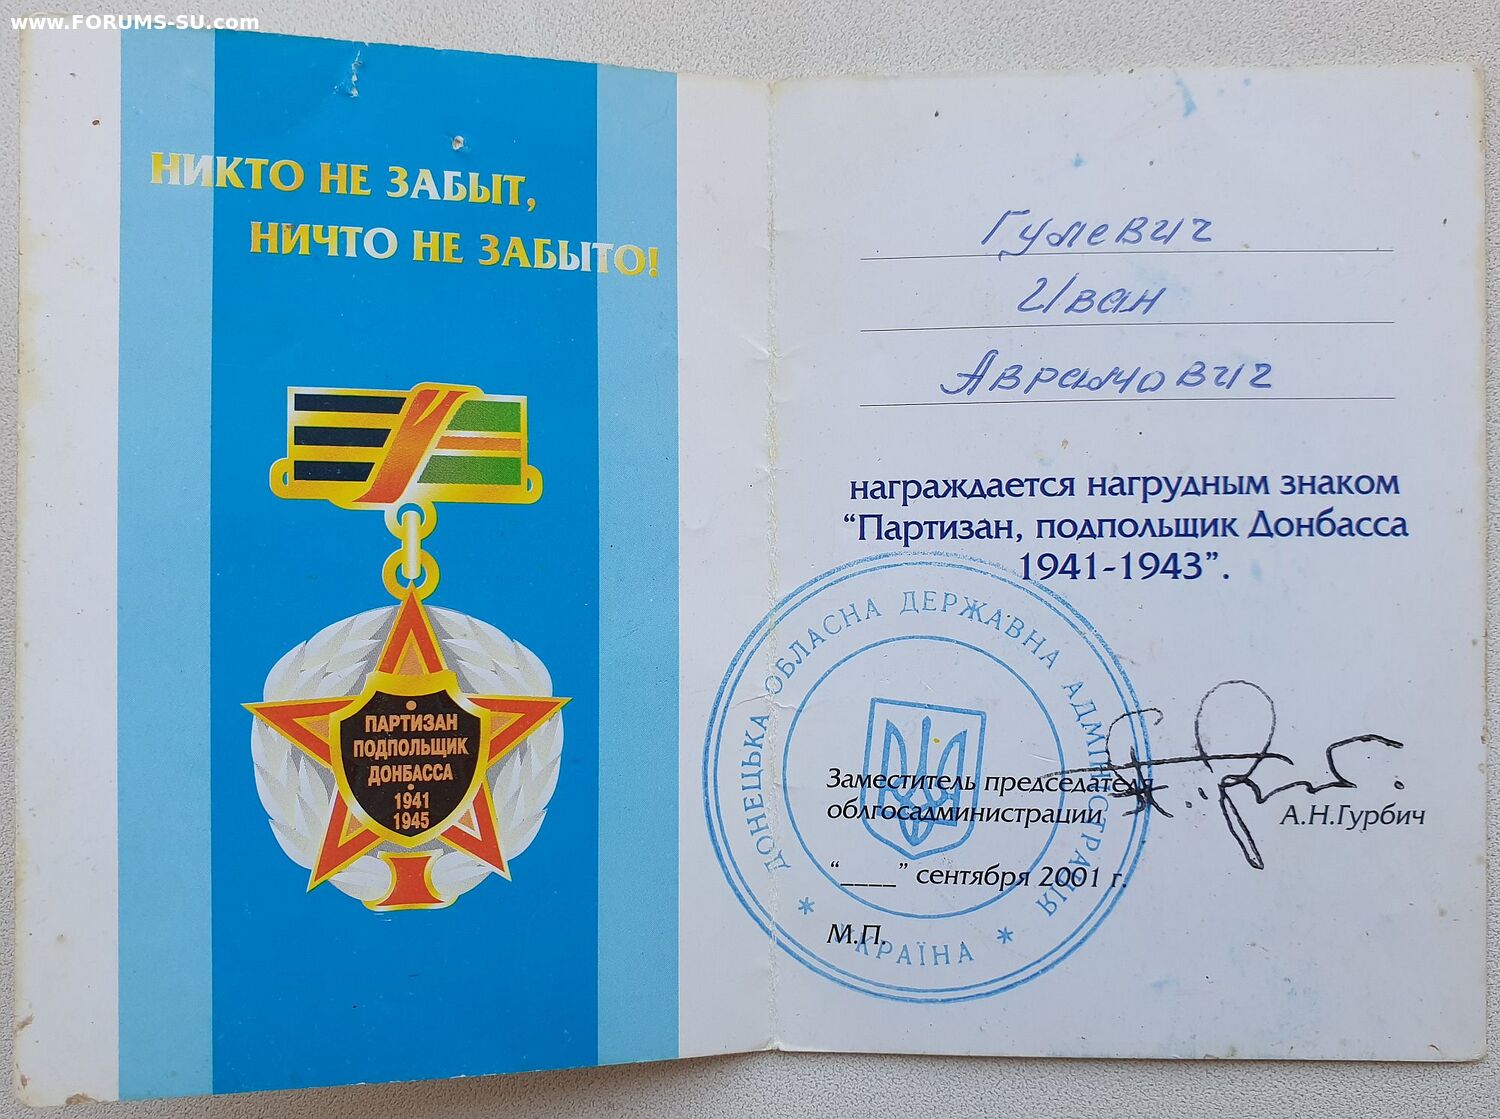 www.FORUMS-SU.com
НИКТО НЕ ЗАБЫТ,
НИЧТО НЕ ЗАБЫТО!
ПАРТИЗАН
ПОДПОЛЬЩИК
ДОНБАССА
1941
1945
Гулевич
Иван
Аврамович
награждается нагрудным знаком
“Партизан, подпольщик Донбасса
1941-1943”.
ДОНЕЦЬКА ОБЛАСНА ДЕРЖАВНА АДМІНІСТРАЦІЯ
* УКРАЇНА *
Заместитель председателя
облгосадминистрации
А.Н.Гурбич
“____” сентября 2001 г.
М.П.